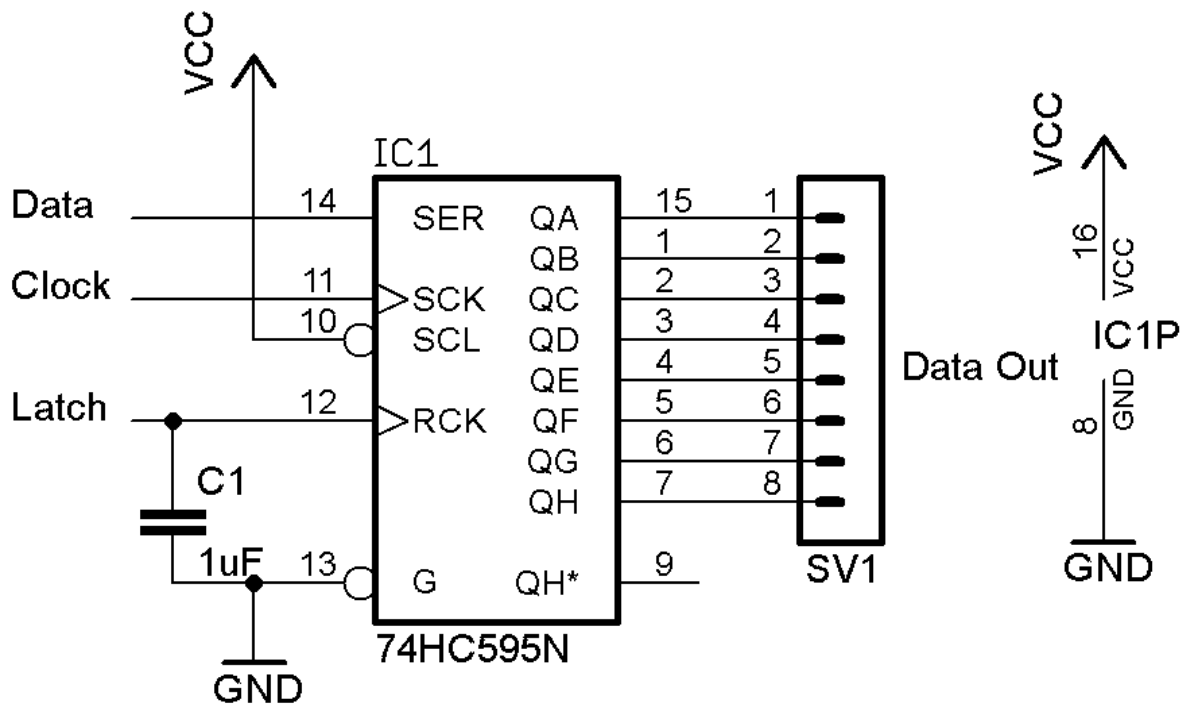 VCC
IC1
Data 14 SER QA 15 1
QB 1 2
Clock 11 SCK QC 2 3
10 SCL QD 3 4
QE 4 5
Latch 12 RCK QF 5 6
QG 6 7
QH 7 8
C1
1uF 13 G QH* 9
SV1
GND
74HC595N
Data Out
VCC
16
VCC
IC1P
GND
8
GND